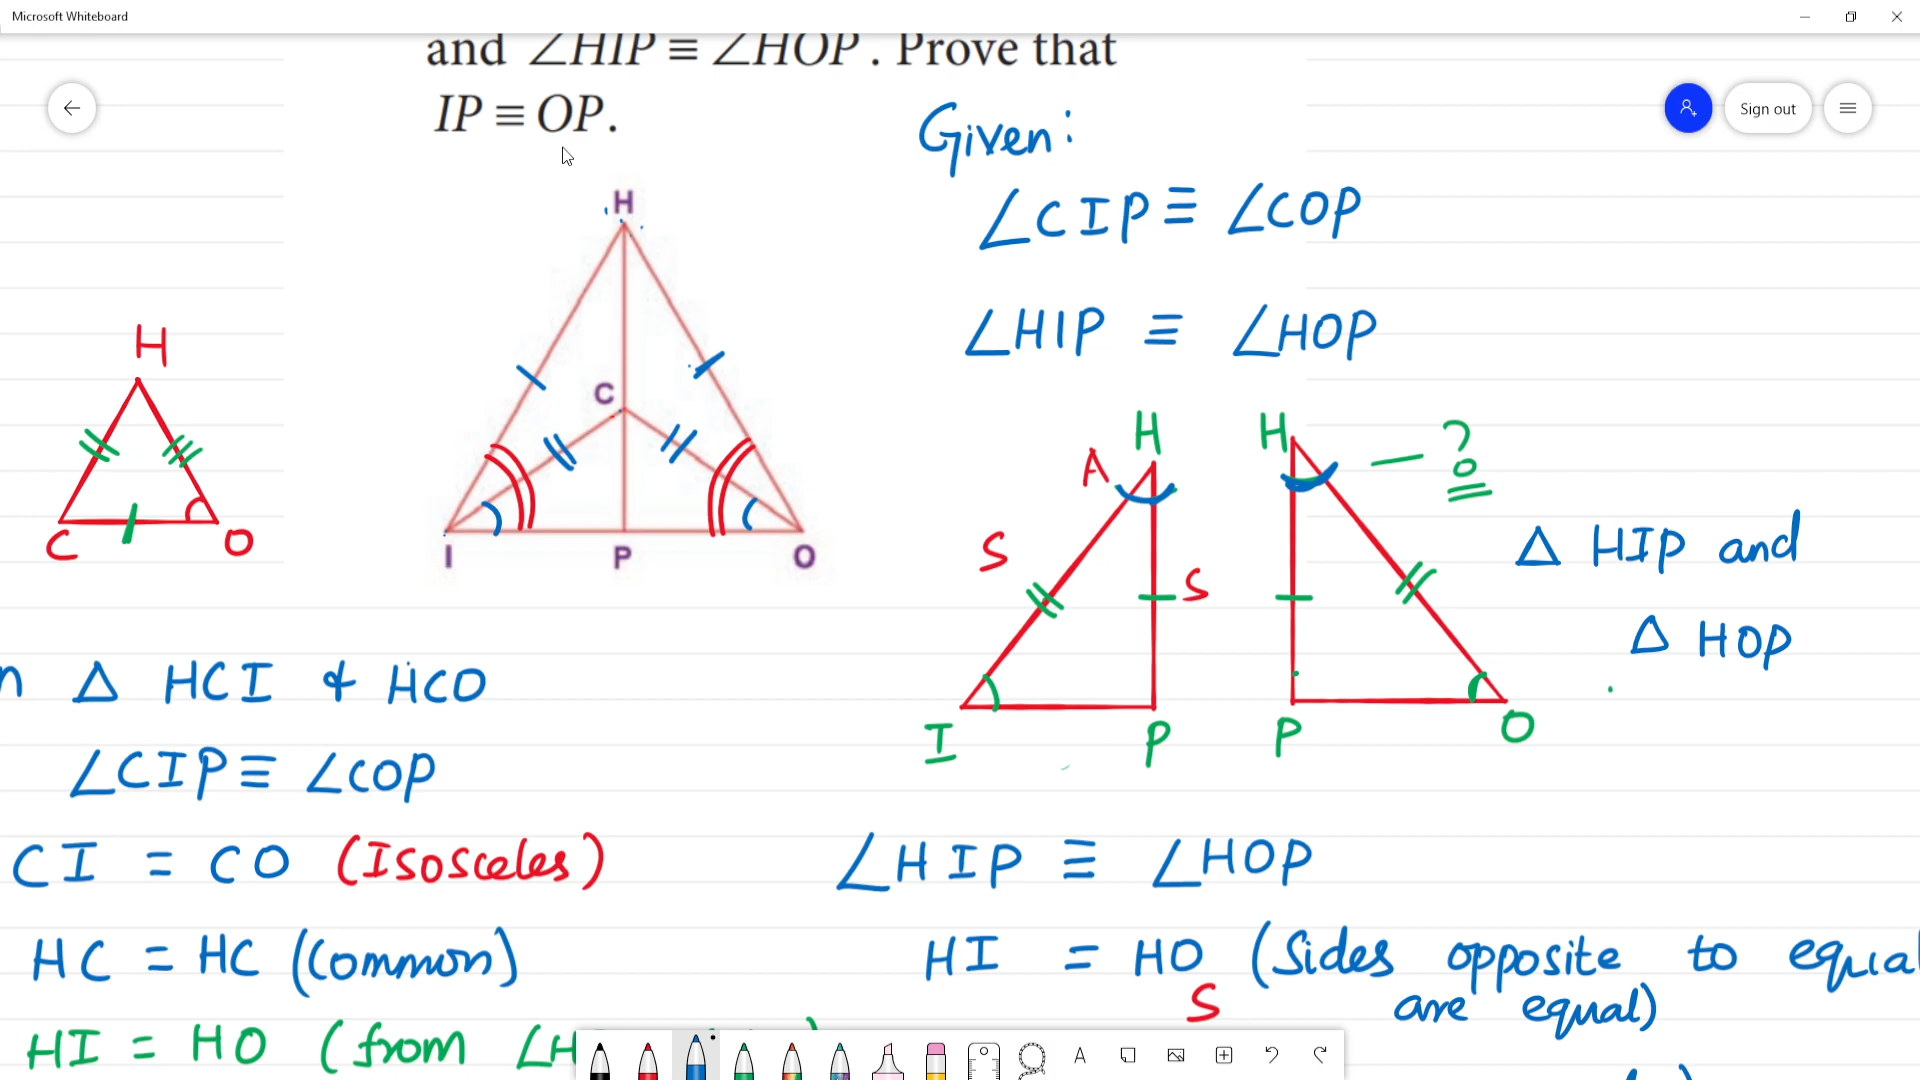 Microsoft Whiteboard
and ∠HIP ≡ ∠HOP. Prove that
IP ≡ OP.
Sign out
Given:
∠CIP ≡ ∠COP
∠HIP ≡ ∠HOP
H
C
I P O
H
C O
H H
A
?
S
S
I P P O
△ HIP and
△ HOP
n △ HCI & HCO
∠CIP ≡ ∠COP
CI = CO (Isosceles)
HC = HC (Common)
HI = HO (from
∠HIP ≡ ∠HOP
HI = HO (Sides opposite to equal
S
are equal)
A